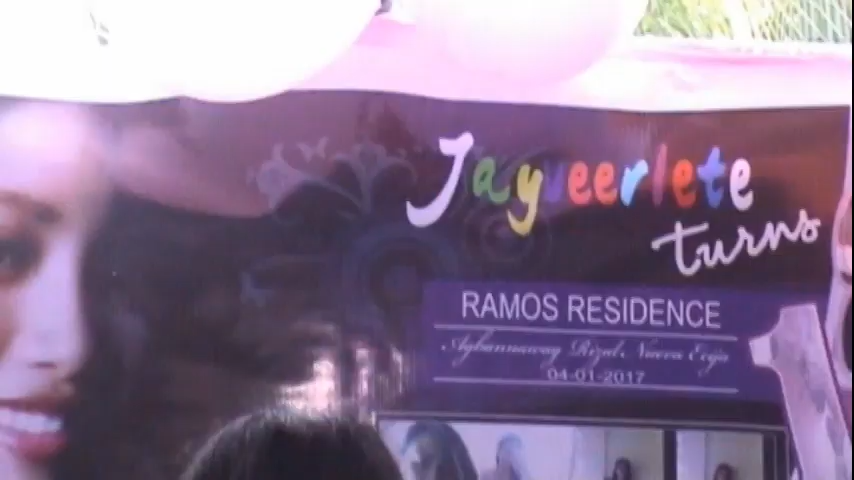 Jayveerlete
turns
RAMOS RESIDENCE
Agbannawag Rizal Nueva Ecija
04-01-2017